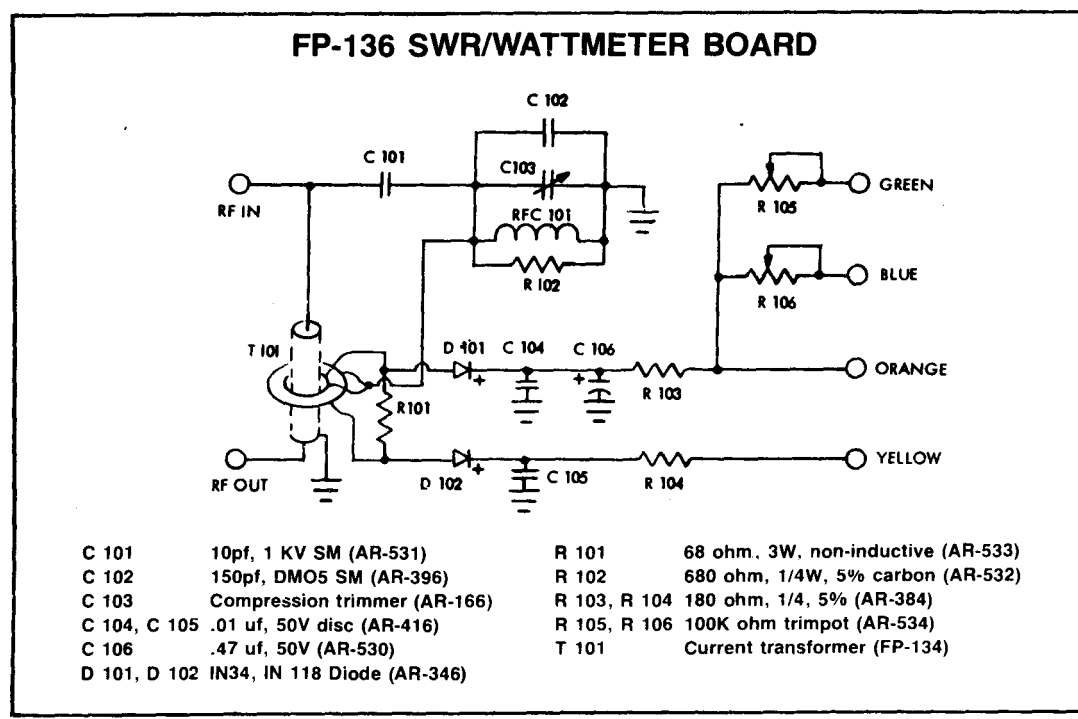 FP-136 SWR/WATTMETER BOARD
C 102
C 101
C103
RF IN
RFC 101
R 102
GREEN
R 105
BLUE
R 106
T 101
D 101
C 104
C 106
+
+
R 103
ORANGE
R101
RF OUT
D 102
+
C 105
R 104
YELLOW
C 101 10pf, 1 KV SM (AR-531)
C 102 150pf, DMO5 SM (AR-396)
C 103 Compression trimmer (AR-166)
C 104, C 105 .01 uf, 50V disc (AR-416)
C 106 .47 uf, 50V (AR-530)
D 101, D 102 IN34, IN 118 Diode (AR-346)
R 101 68 ohm, 3W, non-inductive (AR-533)
R 102 680 ohm, 1/4W, 5% carbon (AR-532)
R 103, R 104 180 ohm, 1/4, 5% (AR-384)
R 105, R 106 100K ohm trimpot (AR-534)
T 101 Current transformer (FP-134)